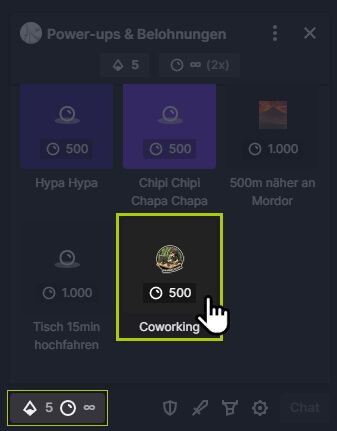 Power-ups & Belohnungen
5
∞ (2x)
500
500
1.000
Hypa Hypa
Chipi Chipi
Chapa Chapa
500m näher an
Mordor
1.000
500
Tisch 15min
hochfahren
Coworking
5 ∞
Chat